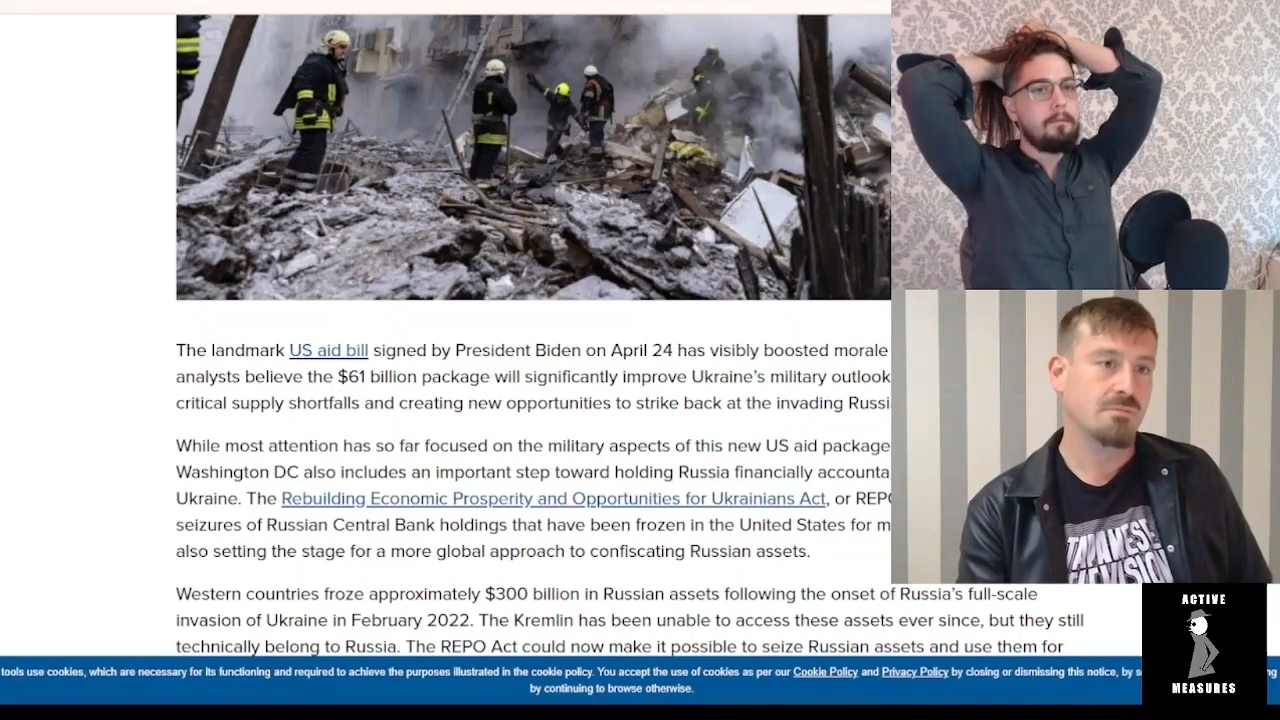 The landmark US aid bill signed by President Biden on April 24 has visibly boosted morale
analysts believe the $61 billion package will significantly improve Ukraine's military outlook
critical supply shortfalls and creating new opportunities to strike back at the invading Russi
While most attention has so far focused on the military aspects of this new US aid package
Washington DC also includes an important step toward holding Russia financially accounta
Ukraine. The Rebuilding Economic Prosperity and Opportunities for Ukrainians Act, or REPO
seizures of Russian Central Bank holdings that have been frozen in the United States for m
also setting the stage for a more global approach to confiscating Russian assets.
Western countries froze approximately $300 billion in Russian assets following the onset of Russia's full-scale
invasion of Ukraine in February 2022. The Kremlin has been unable to access these assets ever since, but they still
technically belong to Russia. The REPO Act could now make it possible to seize Russian assets and use them for
tools use cookies, which are necessary for its functioning and required to achieve the purposes illustrated in the cookie policy. You accept the use of cookies as per our Cookie Policy and Privacy Policy by closing or dismissing this notice, by s
by continuing to browse otherwise.
ACTIVE
MEASURES